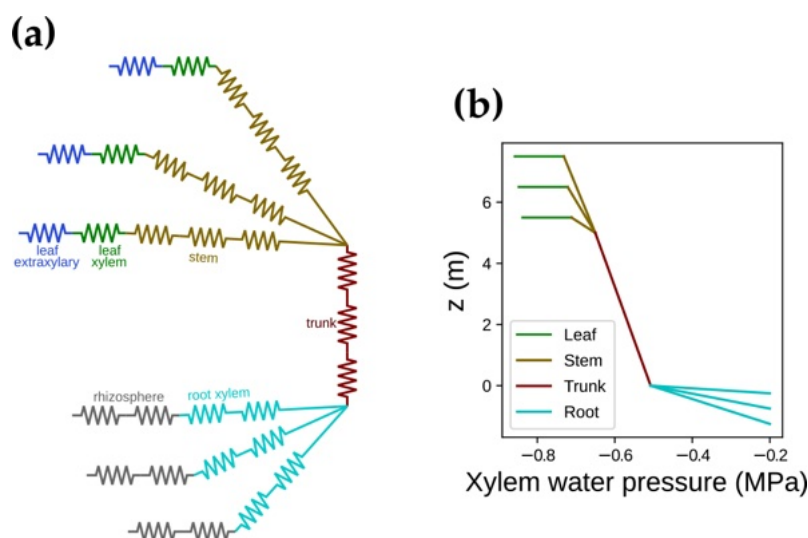 (a)
leaf
extraxylary
leaf
xylem
stem
trunk
rhizosphere
root xylem
(b)
z (m)
6
4
2
0
Leaf
Stem
Trunk
Root
−0.8
−0.6
−0.4
−0.2
Xylem water pressure (MPa)